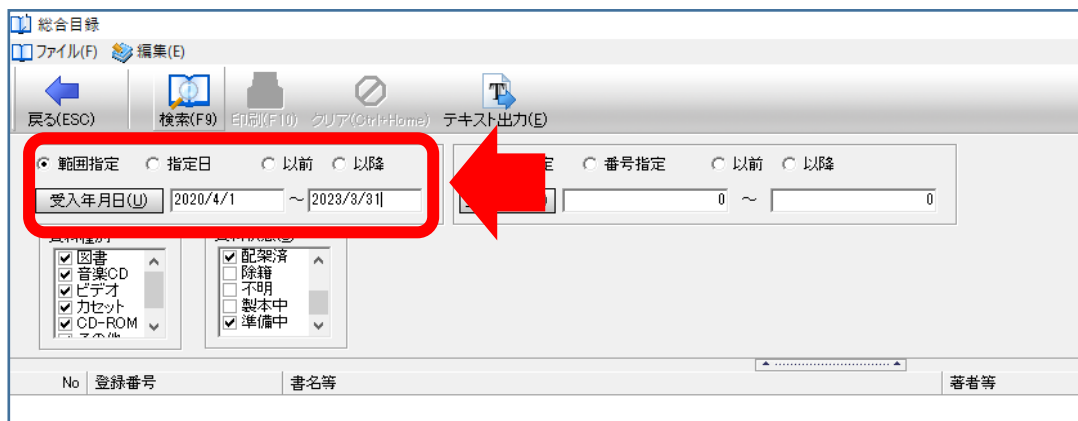 総合目録
ファイル(F) 編集(E)
戻る(ESC) 検索(F9) 印刷(F10) クリア(Ctrl+Home) テキスト出力(E)
範囲指定 指定日 以前 以降 定 番号指定 以前 以降
受入年月日(U) 2020/4/1 ～ 2023/3/31 0 ～ 0
図書 配架済
音楽CD 除籍
ビデオ 不明
カセット 製本中
CD-ROM 準備中
No 登録番号 書名等 著者等